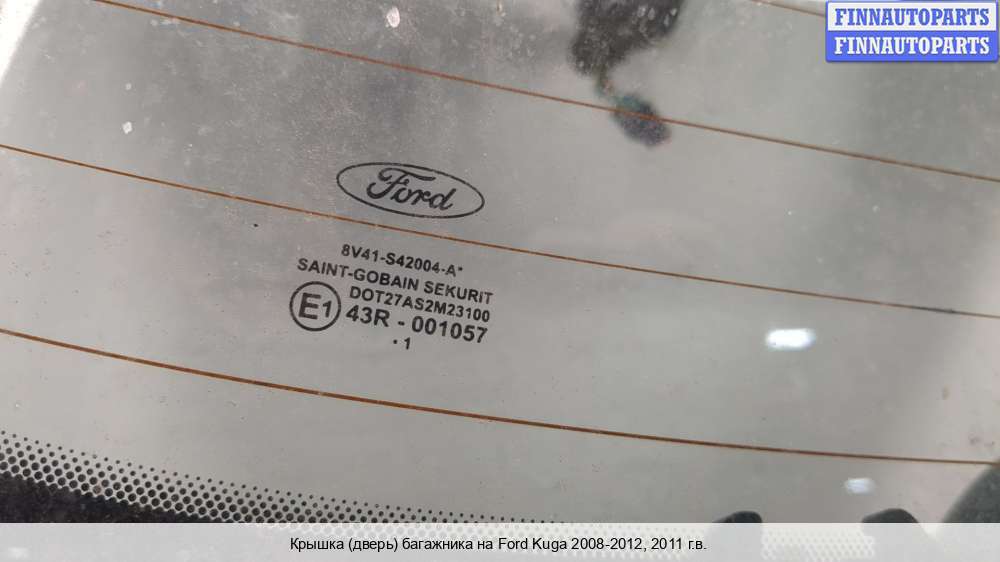 FINNAUTOPARTS
FINNAUTOPARTS
Ford
8V41-S42004-A*
SAINT-GOBAIN SEKURIT
DOT27AS2M23100
E1
43R - 001057
. 1
Крышка (дверь) багажника на Ford Kuga 2008-2012, 2011 г.в.